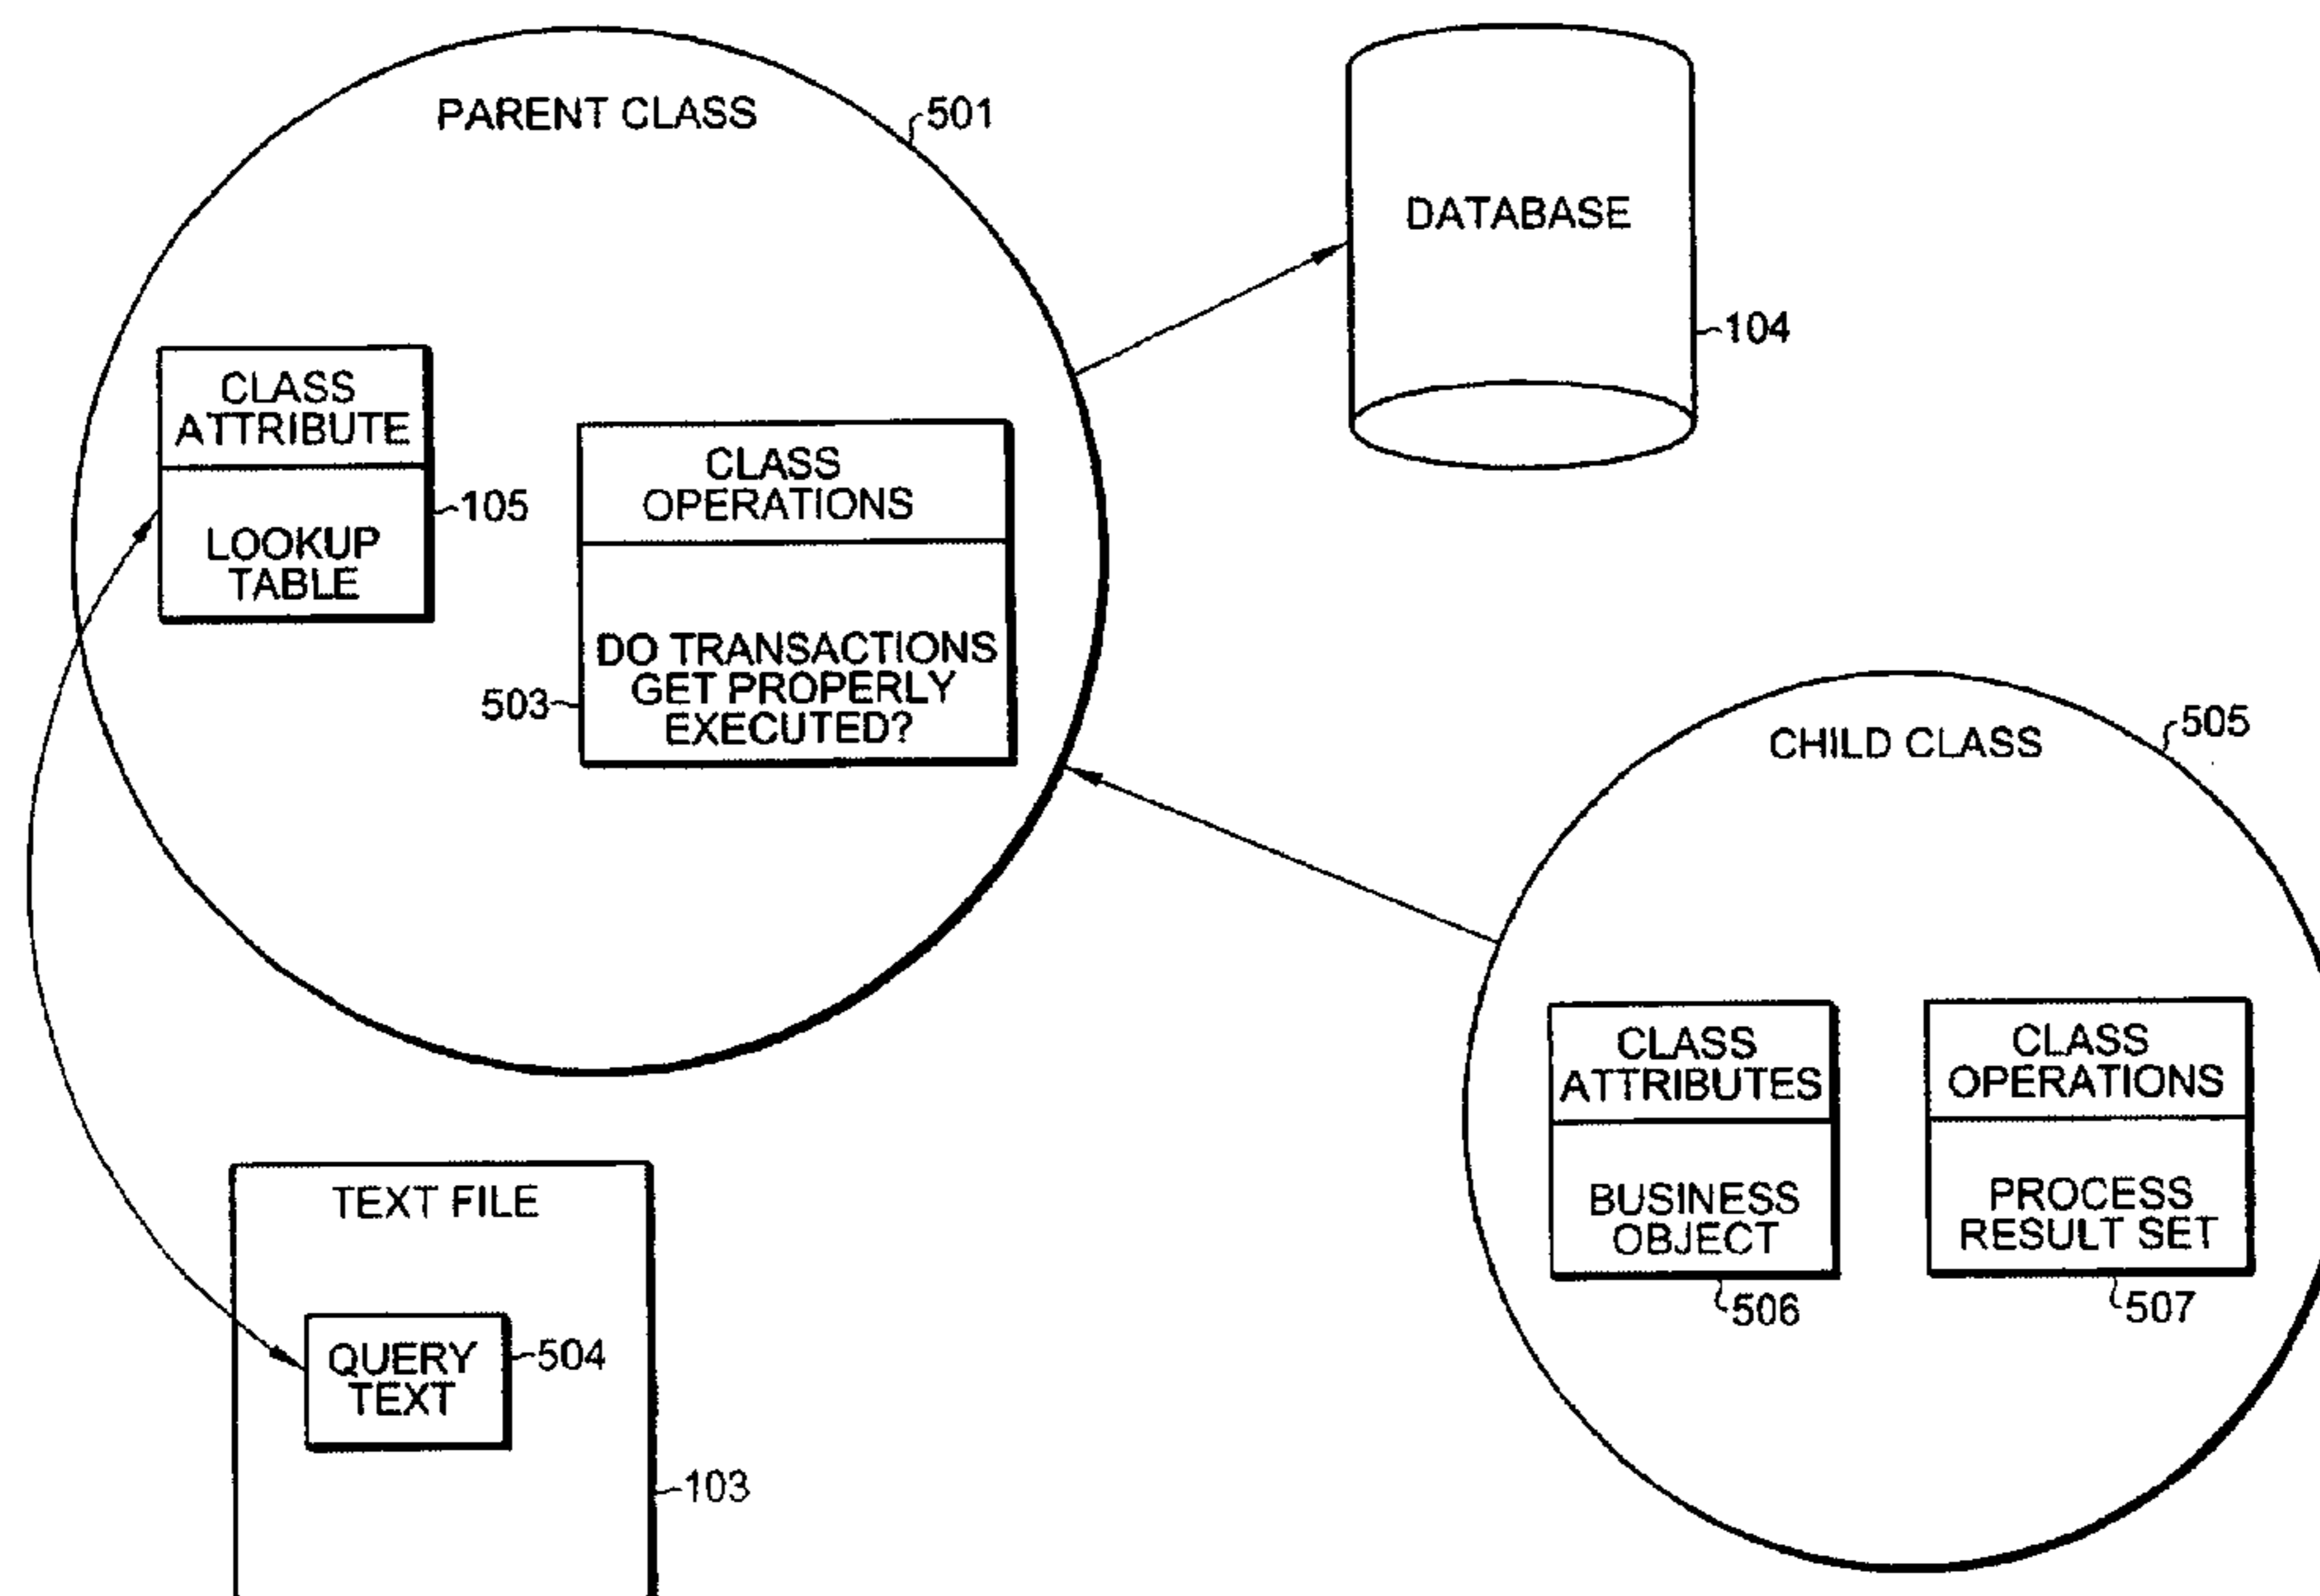 PARENT CLASS
501
CLASS
ATTRIBUTE
LOOKUP
TABLE
105
CLASS
OPERATIONS
DO TRANSACTIONS
GET PROPERLY
EXECUTED?
503
DATABASE
104
CHILD CLASS
505
CLASS
ATTRIBUTES
BUSINESS
OBJECT
506
CLASS
OPERATIONS
PROCESS
RESULT SET
507
TEXT FILE
QUERY
TEXT
504
103